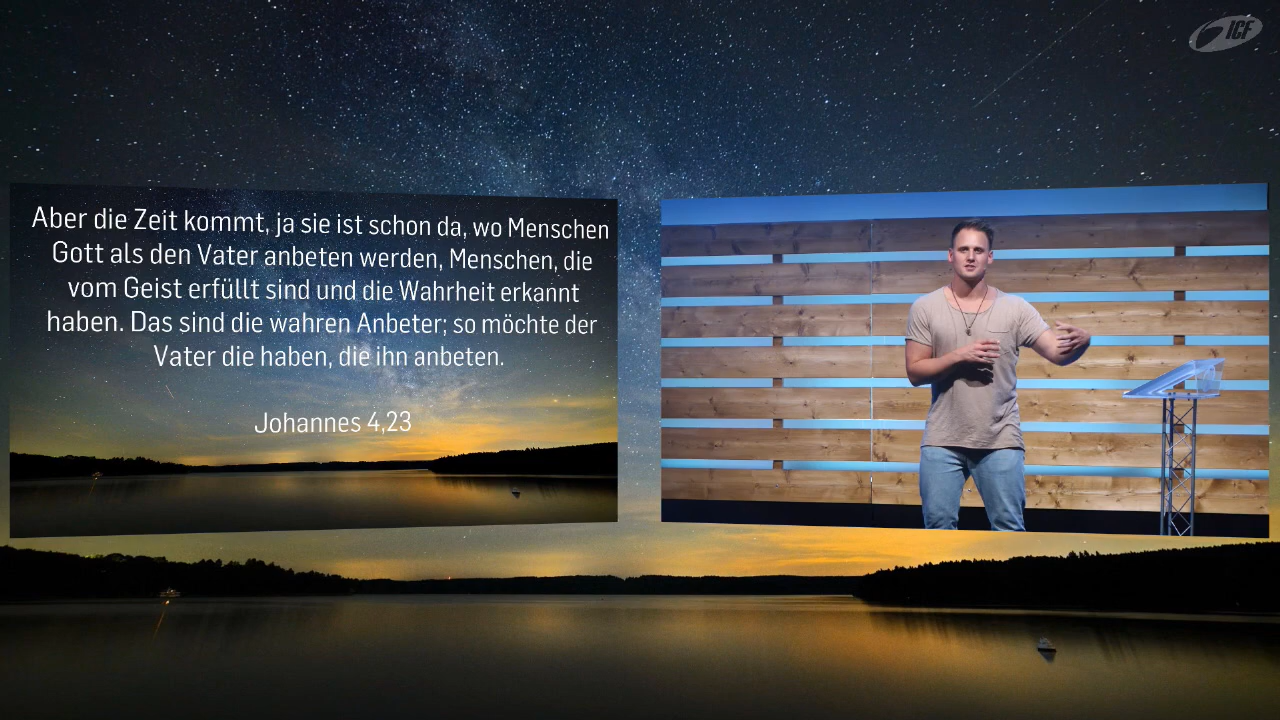 ICF
Aber die Zeit kommt, ja sie ist schon da, wo Menschen
Gott als den Vater anbeten werden, Menschen, die
vom Geist erfüllt sind und die Wahrheit erkannt
haben. Das sind die wahren Anbeter; so möchte der
Vater die haben, die ihn anbeten.
Johannes 4,23